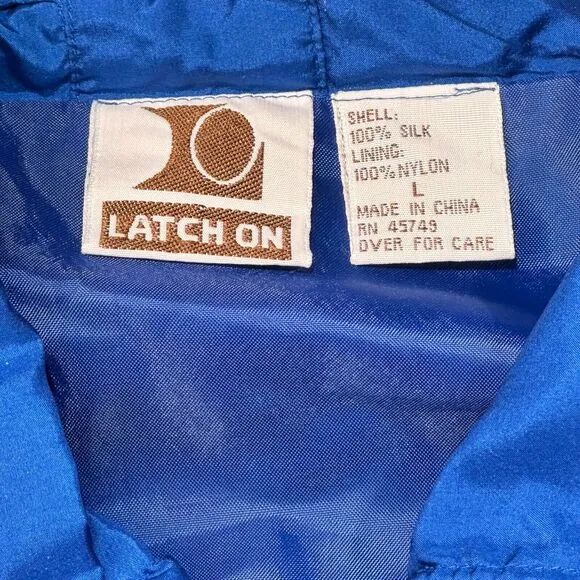 LATCH ON
SHELL:
100% SILK
LINING:
100% NYLON
L
MADE IN CHINA
RN 45749
OVER FOR CARE